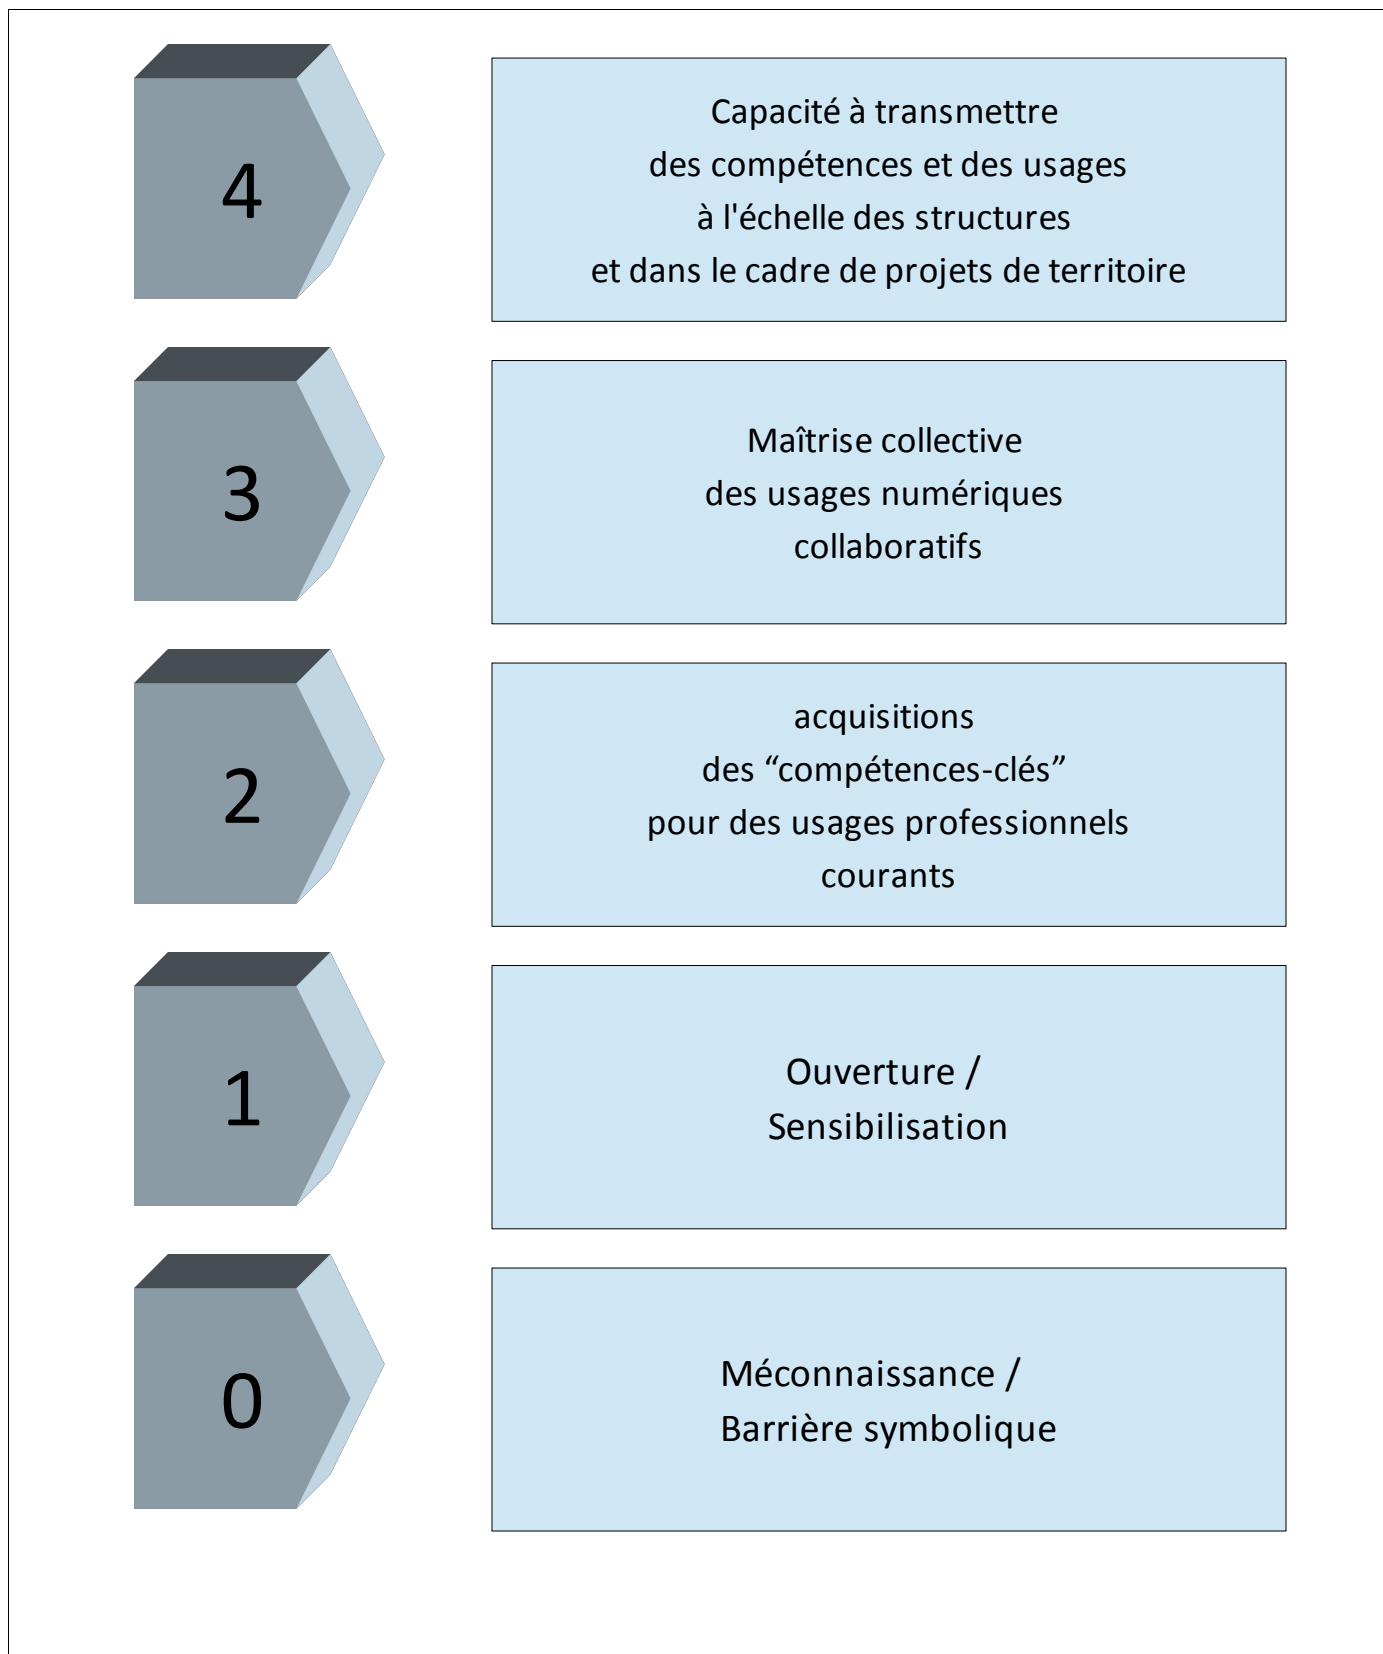 4
Capacité à transmettre
des compétences et des usages
à l'échelle des structures
et dans le cadre de projets de territoire
3
Maîtrise collective
des usages numériques
collaboratifs
2
acquisitions
des “compétences-clés”
pour des usages professionnels
courants
1
Ouverture /
Sensibilisation
0
Méconnaissance /
Barrière symbolique